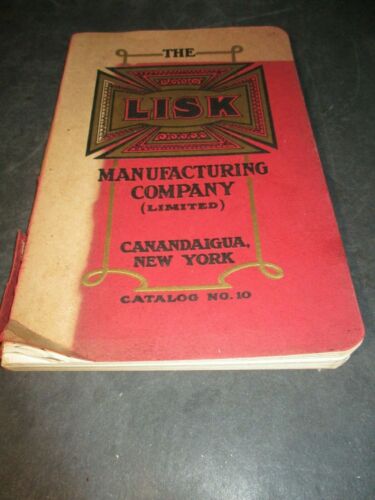 THE
LISK
MANUFACTURING
COMPANY
(LIMITED)
CANANDAIGUA,
NEW YORK
CATALOG NO. 10